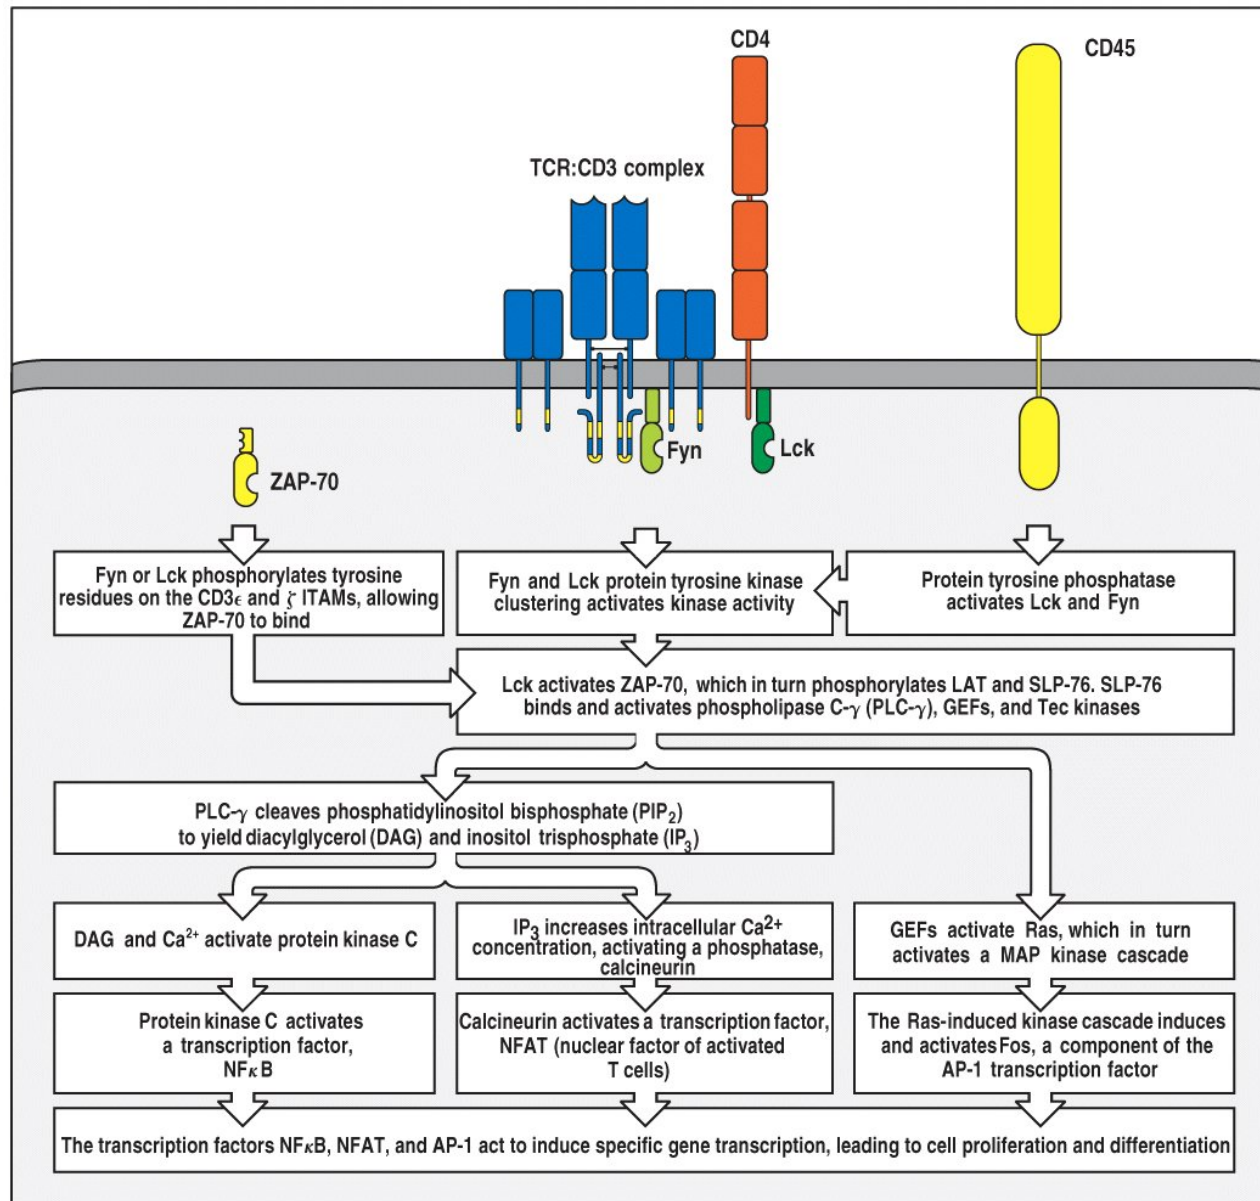 CD4
CD45
TCR:CD3 complex
Fyn
Lck
ZAP-70
Fyn or Lck phosphorylates tyrosine
residues on the CD3ϵ and ζ ITAMs, allowing
ZAP-70 to bind
Fyn and Lck protein tyrosine kinase
clustering activates kinase activity
Protein tyrosine phosphatase
activates Lck and Fyn
Lck activates ZAP-70, which in turn phosphorylates LAT and SLP-76. SLP-76
binds and activates phospholipase C-γ (PLC-γ), GEFs, and Tec kinases
PLC-γ cleaves phosphatidylinositol bisphosphate (PIP₂)
to yield diacylglycerol (DAG) and inositol trisphosphate (IP₃)
DAG and Ca²⁺ activate protein kinase C
IP₃ increases intracellular Ca²⁺
concentration, activating a phosphatase,
calcineurin
GEFs activate Ras, which in turn
activates a MAP kinase cascade
Protein kinase C activates
a transcription factor,
NFκB
Calcineurin activates a transcription factor,
NFAT (nuclear factor of activated
T cells)
The Ras-induced kinase cascade induces
and activates Fos, a component of the
AP-1 transcription factor
The transcription factors NFκB, NFAT, and AP-1 act to induce specific gene transcription, leading to cell proliferation and differentiation